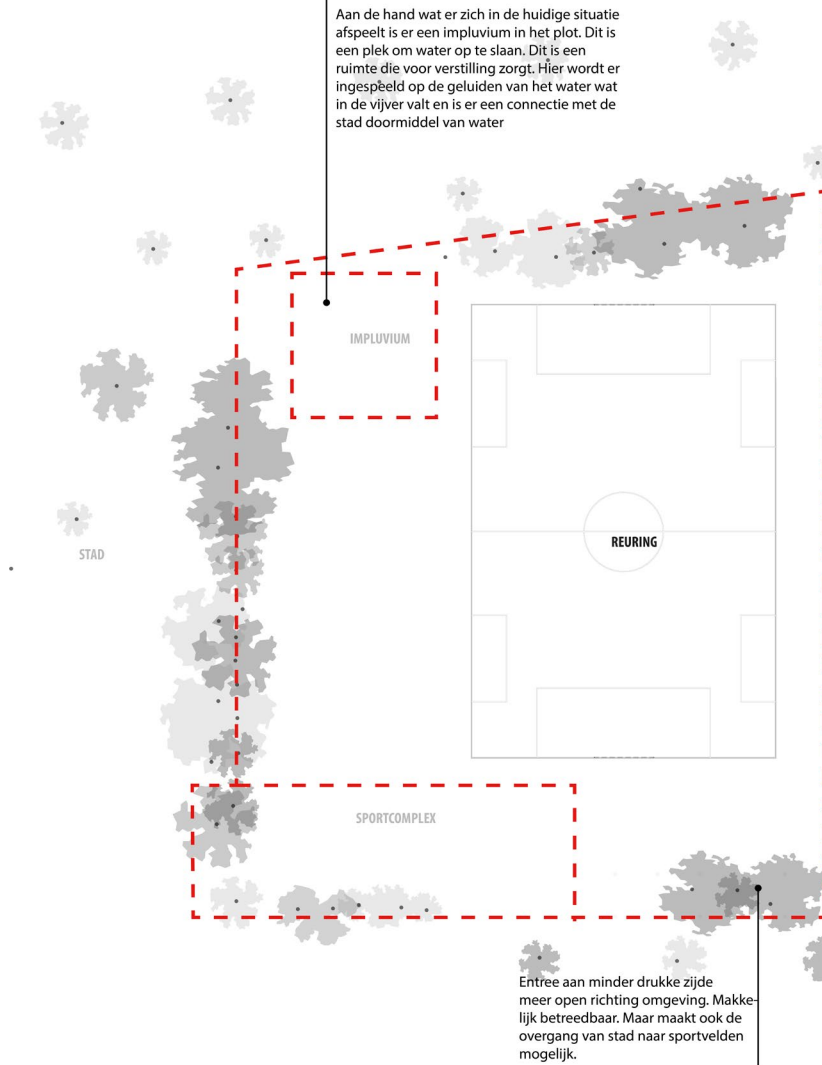 Aan de hand wat er zich in de huidige situatie
afspeelt is er een impluvium in het plot. Dit is
een plek om water op te slaan. Dit is een
ruimte die voor verstilling zorgt. Hier wordt er
ingespeeld op de geluiden van het water wat
in de vijver valt en is er een connectie met de
stad doormiddel van water
IMPLUVIUM
REURING
STAD
SPORTCOMPLEX
Entree aan minder drukke zijde
meer open richting omgeving. Makke-
lijk betreedbaar. Maar maakt ook de
overgang van stad naar sportvelden
mogelijk.